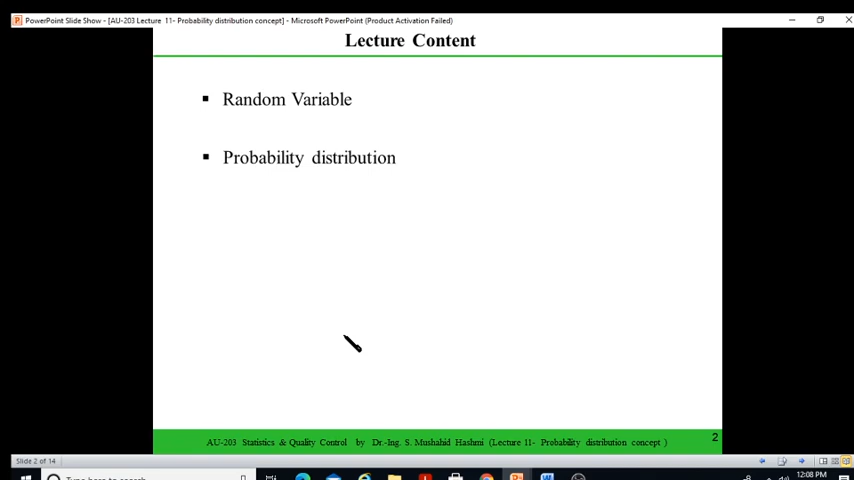 PowerPoint Slide Show - [AU-203 Lecture 11- Probability distribution concept] - Microsoft PowerPoint (Product Activation Failed)
Lecture Content
▪ Random Variable
▪ Probability distribution
AU-203 Statistics & Quality Control by Dr.-Ing. S. Mushahid Hashmi (Lecture 11- Probability distribution concept )
2
Slide 2 of 14
12:08 PM
Type here to search